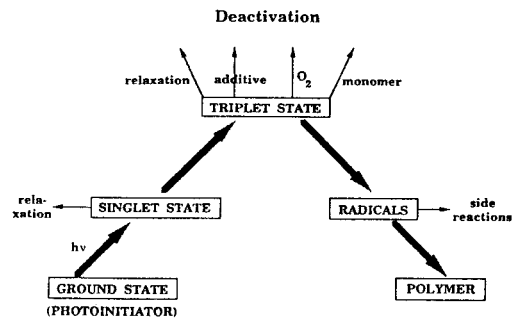 Deactivation
relaxation additive O₂ monomer
TRIPLET STATE
rela-
xation
SINGLET STATE
RADICALS
side
reactions
hν
GROUND STATE
(PHOTOINITIATOR)
POLYMER